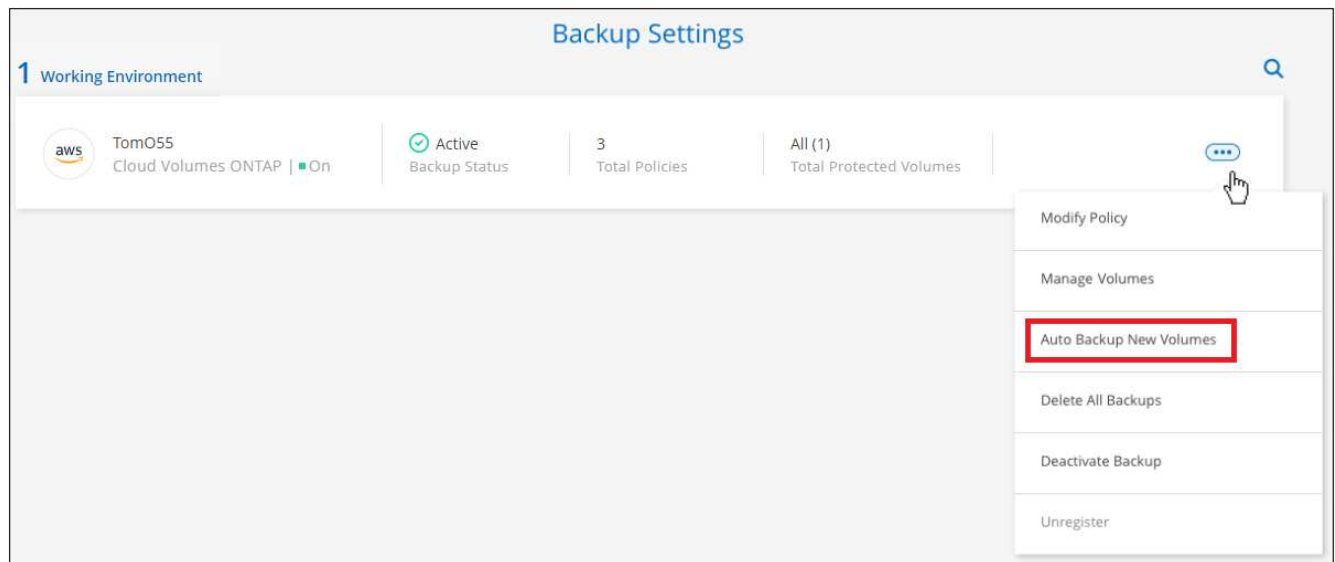 Backup Settings
1 Working Environment
aws
TomO55
Cloud Volumes ONTAP | On
Active
Backup Status
3
Total Policies
All (1)
Total Protected Volumes
Modify Policy
Manage Volumes
Auto Backup New Volumes
Delete All Backups
Deactivate Backup
Unregister